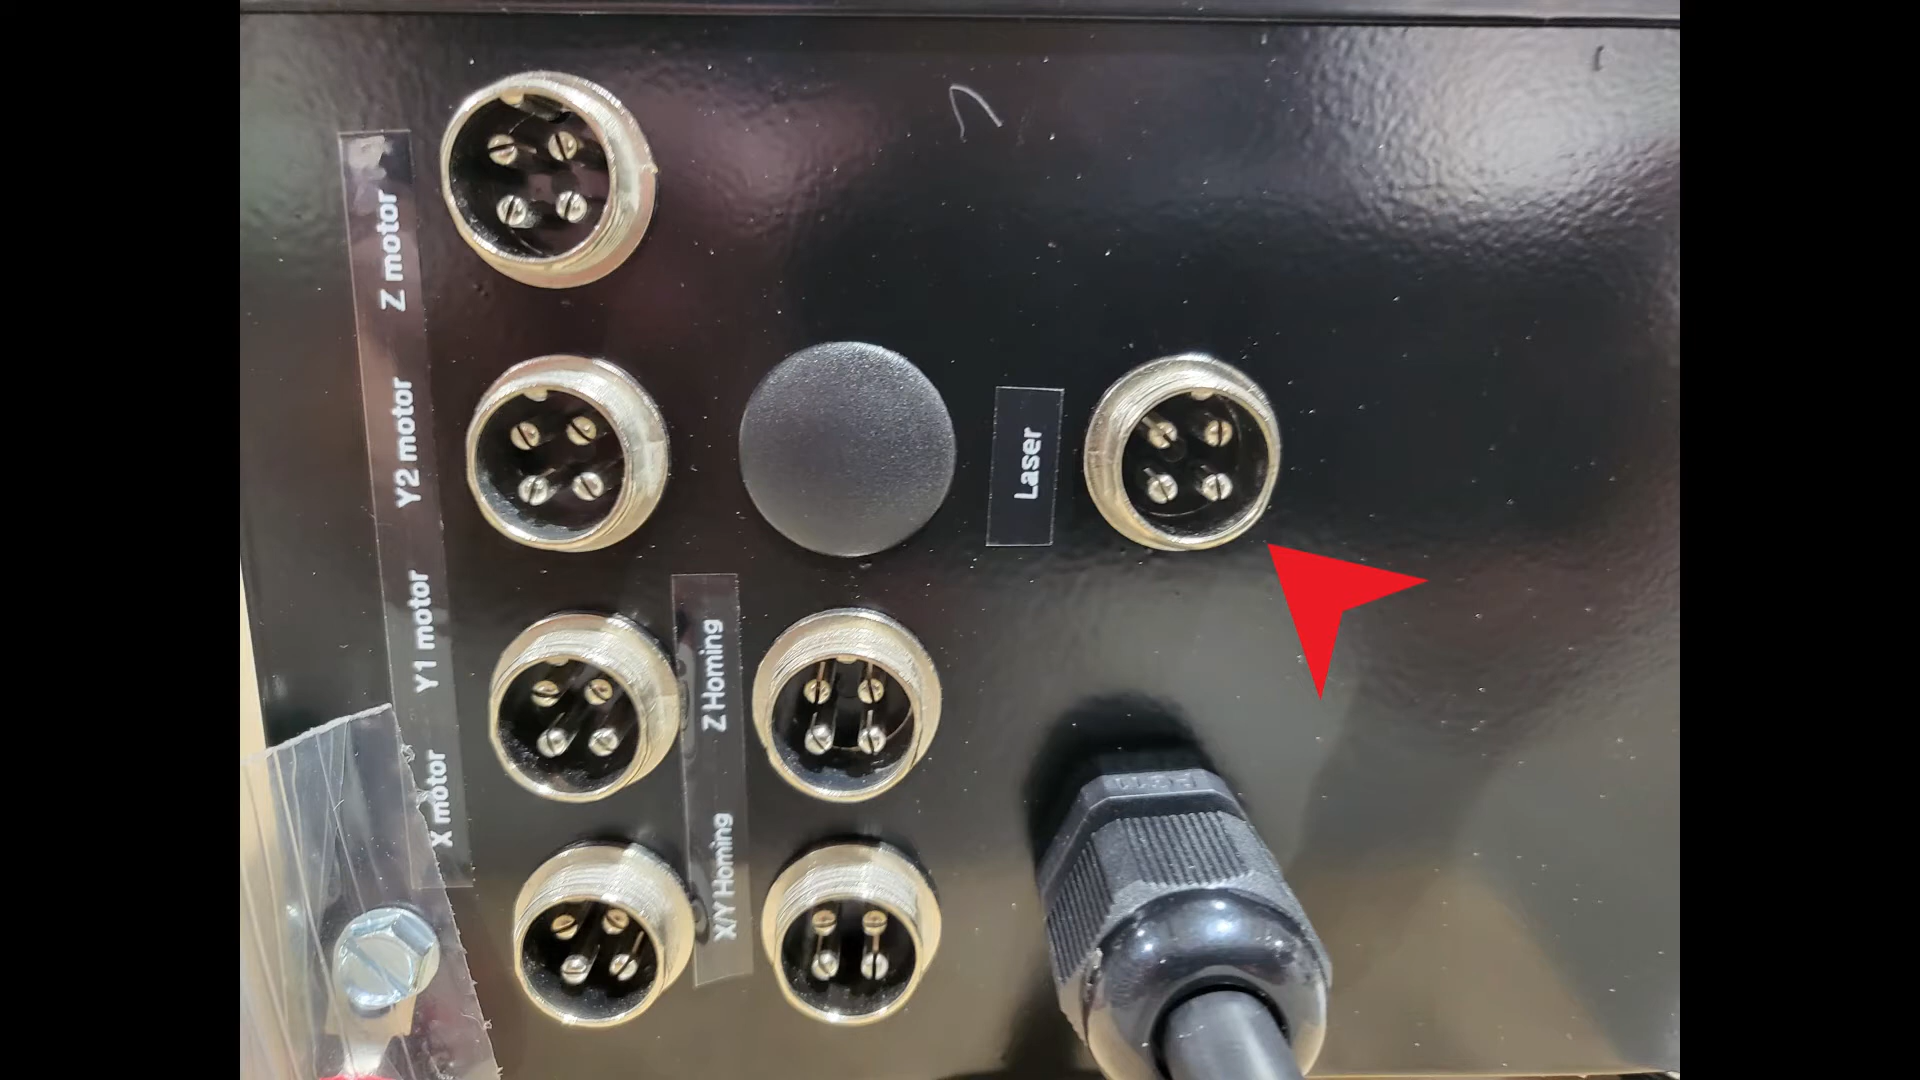 Z motor
Y2 motor
Y1 motor
X motor
Laser
Z Homing
X/Y Homing